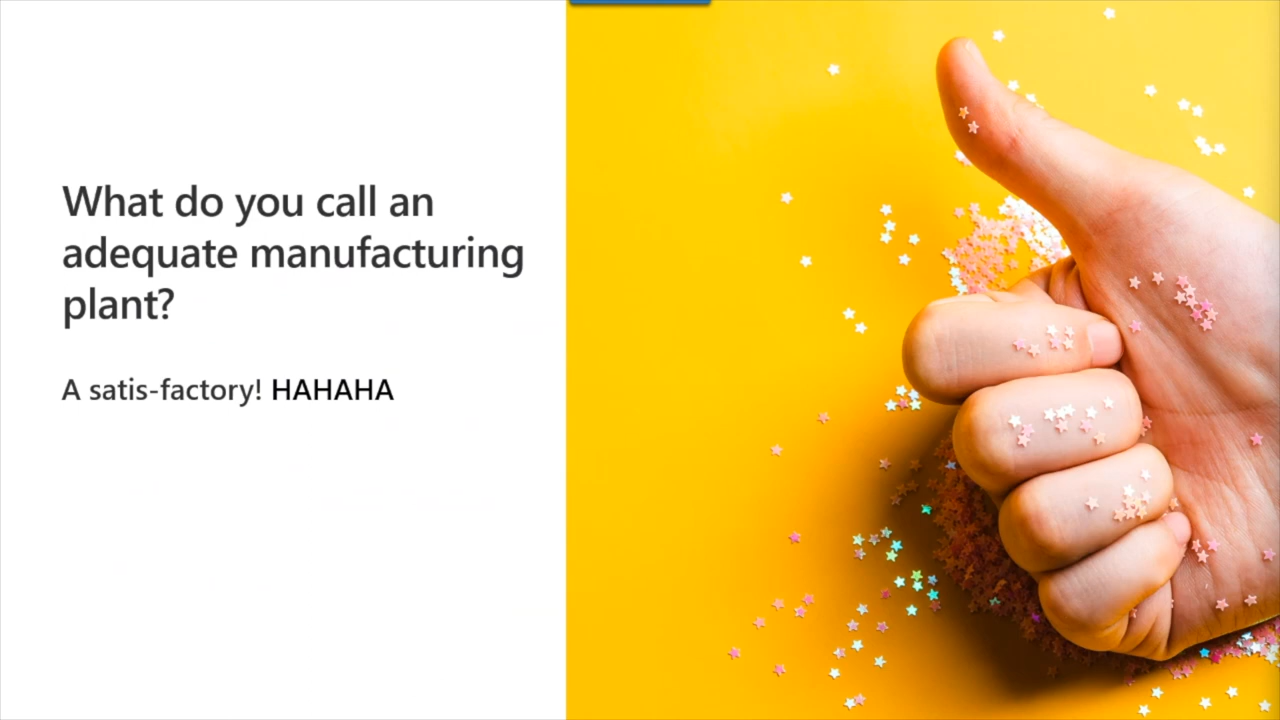 What do you call an
adequate manufacturing
plant?
A satis-factory! HAHAHA